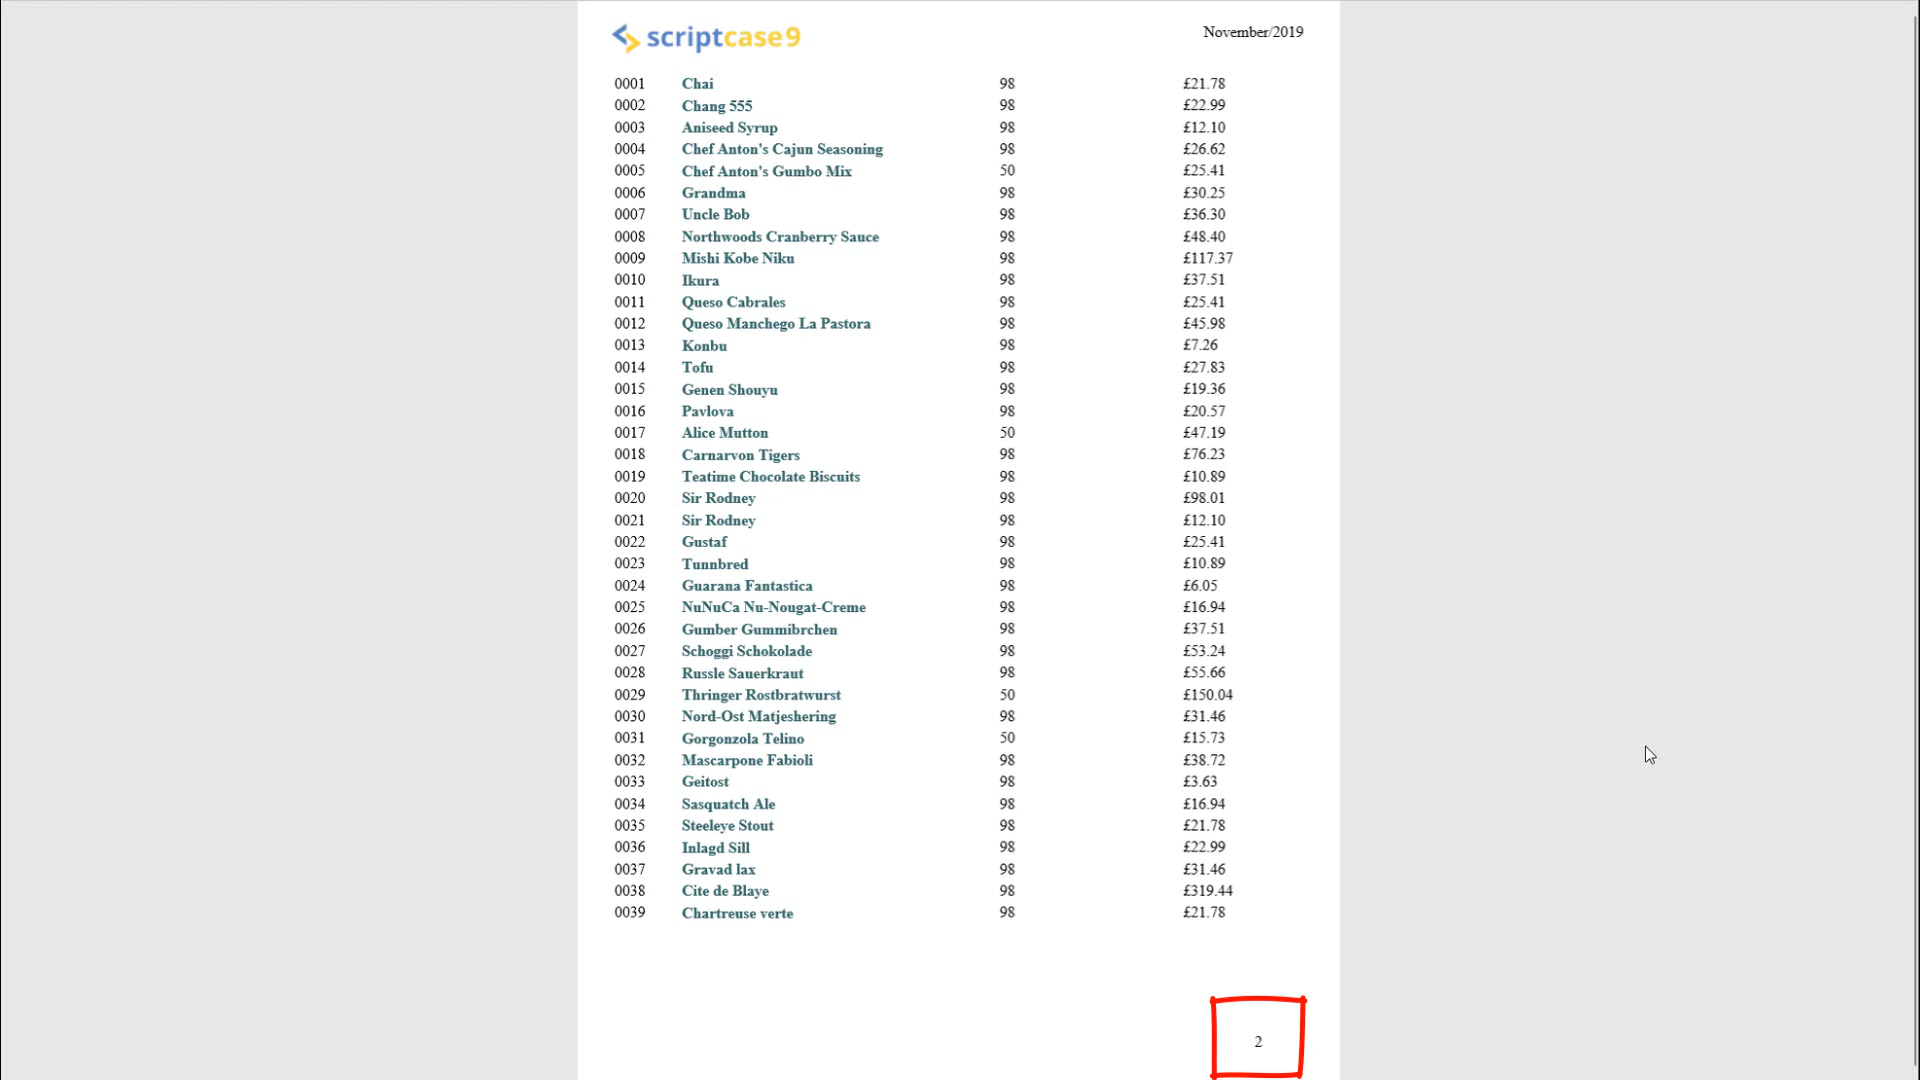 scriptcase9 November/2019
0001 Chai 98 £21.78
0002 Chang 555 98 £22.99
0003 Aniseed Syrup 98 £12.10
0004 Chef Anton's Cajun Seasoning 98 £26.62
0005 Chef Anton's Gumbo Mix 50 £25.41
0006 Grandma 98 £30.25
0007 Uncle Bob 98 £36.30
0008 Northwoods Cranberry Sauce 98 £48.40
0009 Mishi Kobe Niku 98 £117.37
0010 Ikura 98 £37.51
0011 Queso Cabrales 98 £25.41
0012 Queso Manchego La Pastora 98 £45.98
0013 Konbu 98 £7.26
0014 Tofu 98 £27.83
0015 Genen Shouyu 98 £19.36
0016 Pavlova 98 £20.57
0017 Alice Mutton 50 £47.19
0018 Carnarvon Tigers 98 £76.23
0019 Teatime Chocolate Biscuits 98 £10.89
0020 Sir Rodney 98 £98.01
0021 Sir Rodney 98 £12.10
0022 Gustaf 98 £25.41
0023 Tunnbred 98 £10.89
0024 Guarana Fantastica 98 £6.05
0025 NuNuCa Nu-Nougat-Creme 98 £16.94
0026 Gumber Gummibrchen 98 £37.51
0027 Schoggi Schokolade 98 £53.24
0028 Russle Sauerkraut 98 £55.66
0029 Thringer Rostbratwurst 50 £150.04
0030 Nord-Ost Matjeshering 98 £31.46
0031 Gorgonzola Telino 50 £15.73
0032 Mascarpone Fabioli 98 £38.72
0033 Geitost 98 £3.63
0034 Sasquatch Ale 98 £16.94
0035 Steeleye Stout 98 £21.78
0036 Inlagd Sill 98 £22.99
0037 Gravad lax 98 £31.46
0038 Cite de Blaye 98 £319.44
0039 Chartreuse verte 98 £21.78
2